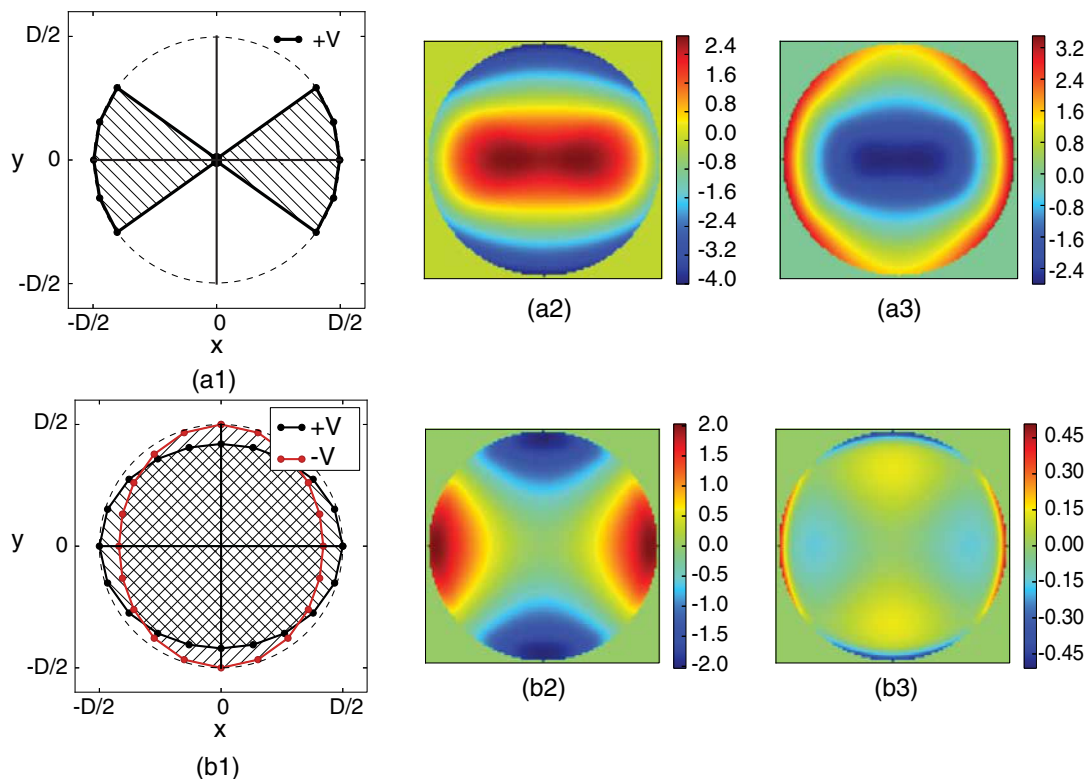 D/2
y
0
-D/2
-D/2
0
D/2
x
+V
(a1)
2.4
1.6
0.8
0.0
-0.8
-1.6
-2.4
-3.2
-4.0
(a2)
3.2
2.4
1.6
0.8
0.0
-0.8
-1.6
-2.4
(a3)
D/2
y
0
-D/2
-D/2
0
D/2
x
+V
-V
(b1)
2.0
1.5
1.0
0.5
0.0
-0.5
-1.0
-1.5
-2.0
(b2)
0.45
0.30
0.15
0.00
-0.15
-0.30
-0.45
(b3)